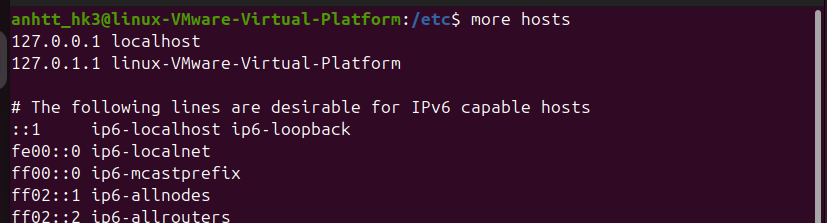 anhtt_hk3@linux-VMware-Virtual-Platform:/etc$ more hosts
127.0.0.1 localhost
127.0.1.1 linux-VMware-Virtual-Platform
# The following lines are desirable for IPv6 capable hosts
::1     ip6-localhost ip6-loopback
fe00::0 ip6-localnet
ff00::0 ip6-mcastprefix
ff02::1 ip6-allnodes
ff02::2 ip6-allrouters